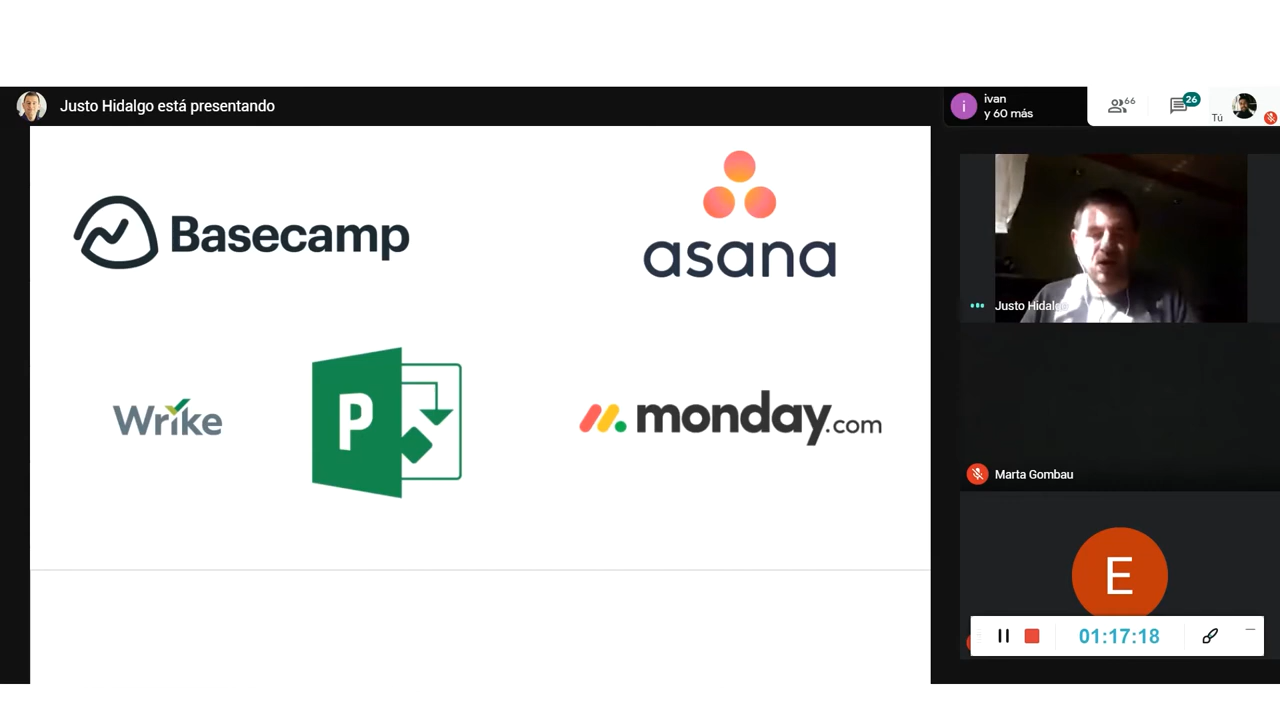 Justo Hidalgo está presentando
i
ivan
y 60 más
66
26
Tú
Basecamp
asana
Wrike
P
monday.com
Justo Hidalgo
Marta Gombau
E
01:17:18